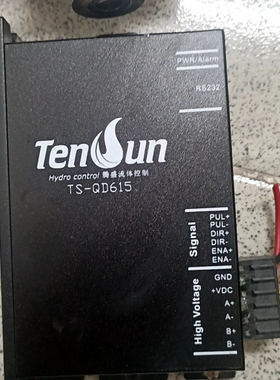 PWR/Alarm
RS232
TenSun
Hydro control 腾盛流体控制
TS-QD615
Signal
PUL+
PUL-
DIR+
DIR-
ENA+
ENA-
High Voltage
GND
+VDC
A+
A-
B+
B-